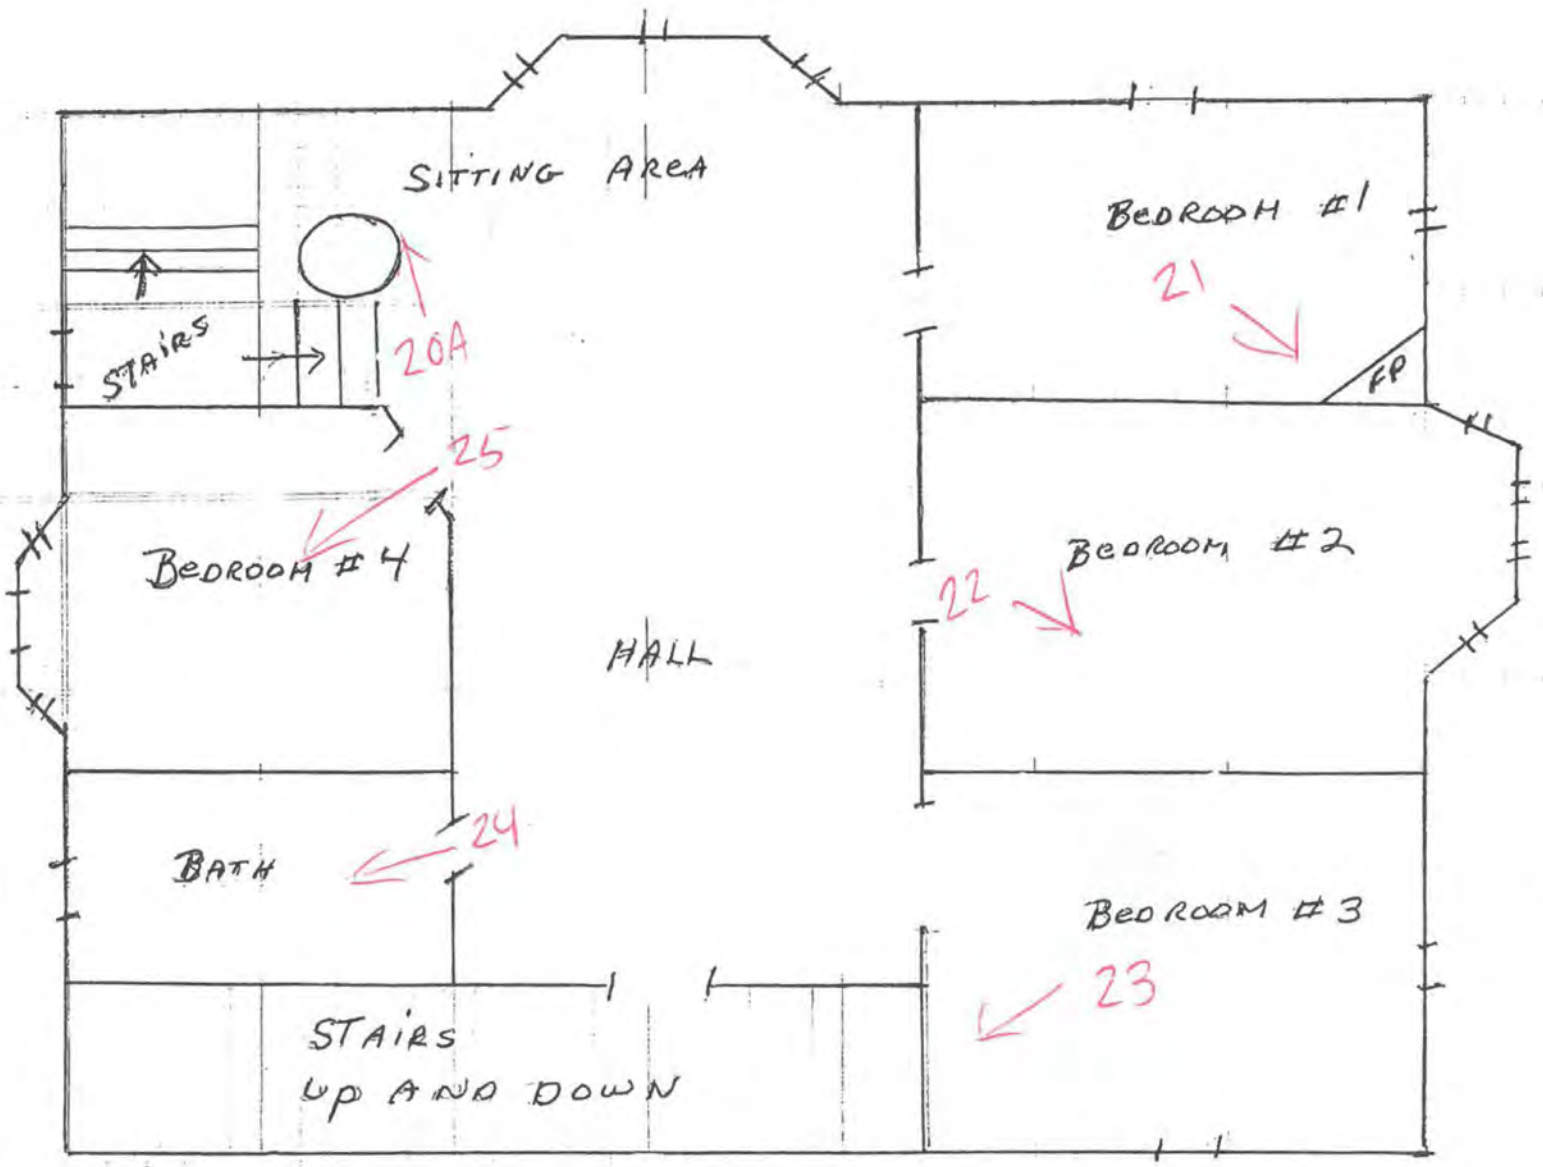 SITTING AREA
BEDROOM #1
21
STAIRS
20A
FP
25
BEDROOM #4
BEDROOM #2
22
HALL
24
BATH
BEDROOM #3
23
STAIRS
UP AND DOWN